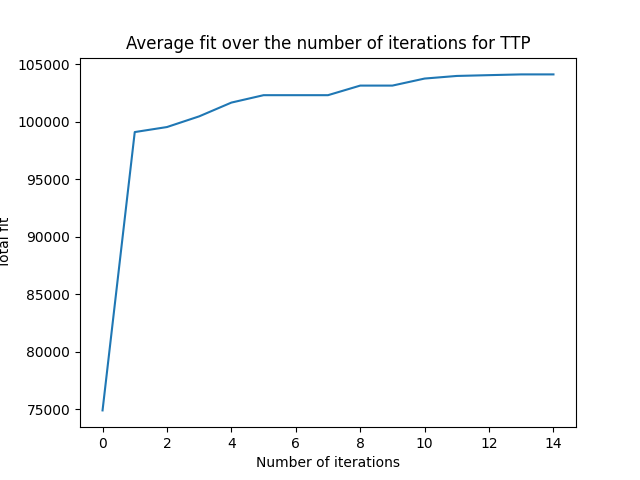 Average fit over the number of iterations for TTP
105000
100000
95000
90000
85000
80000
75000
Total fit
0 2 4 6 8 10 12 14
Number of iterations